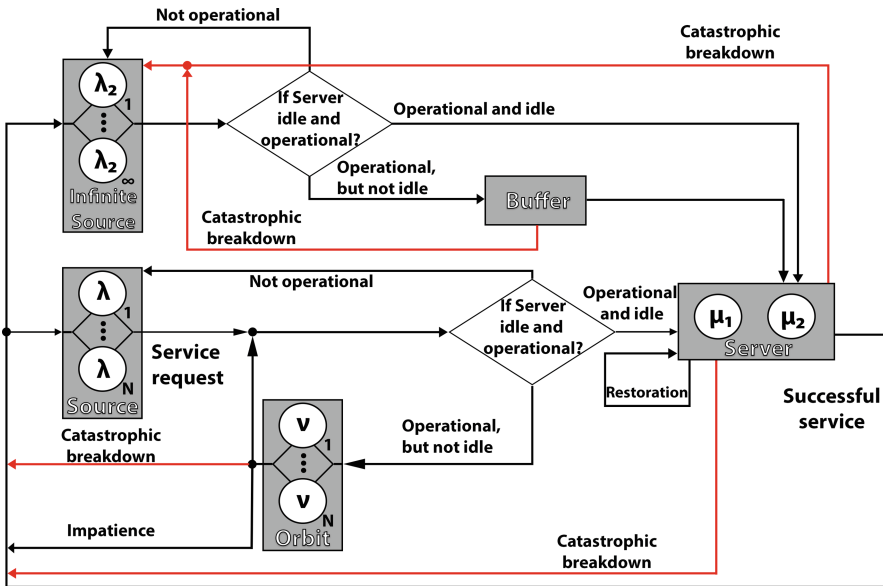 Not operational
Catastrophic
breakdown
λ2
1
λ2
∞
Infinite
Source
If Server
idle and
operational?
Operational and idle
Operational,
but not idle
Buffer
Catastrophic
breakdown
Not operational
λ
1
λ
N
Source
Service
request
If Server
idle and
operational?
Operational
and idle
μ1
μ2
Server
Restoration
Successful
service
Operational,
but not idle
ν
1
ν
N
Orbit
Catastrophic
breakdown
Impatience
Catastrophic
breakdown